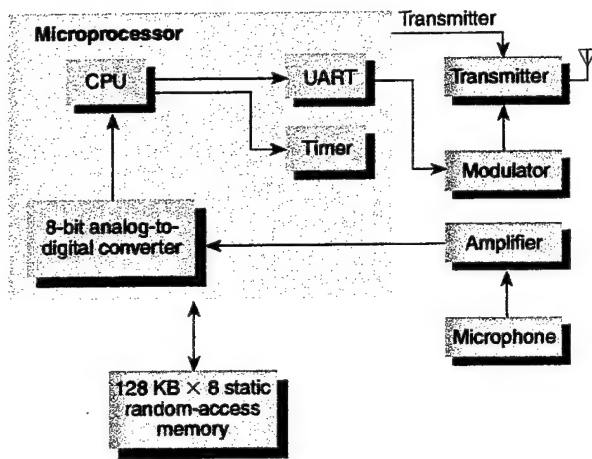 Microprocessor
Transmitter
CPU
UART
Transmitter
Timer
Modulator
8-bit analog-to-
digital converter
Amplifier
Microphone
128 KB × 8 static
random-access
memory